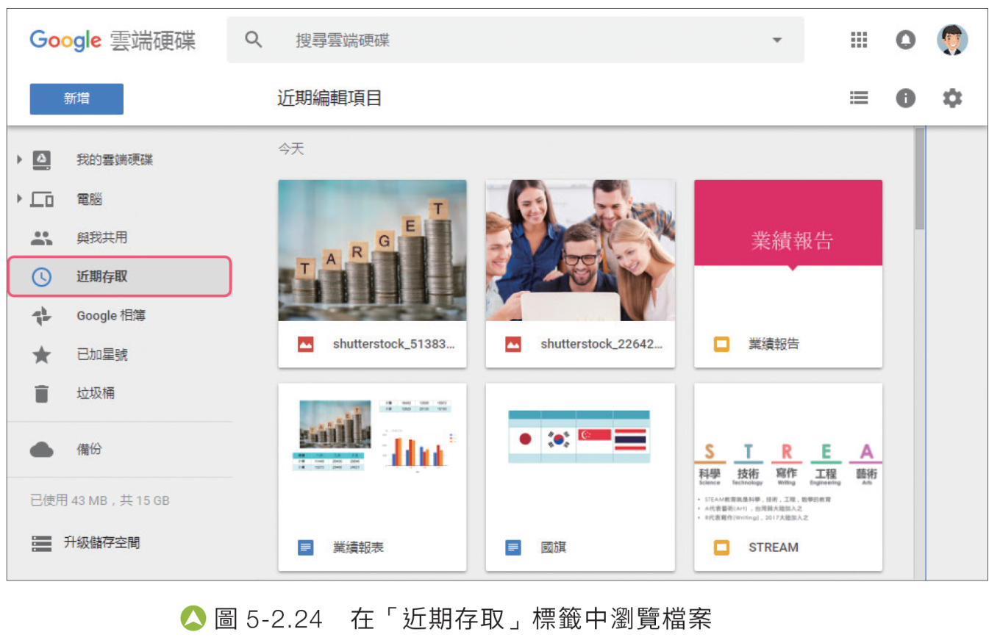 Google 雲端硬碟
搜尋雲端硬碟
新增
近期編輯項目
我的雲端硬碟
電腦
與我共用
近期存取
Google 相簿
已加星號
垃圾桶
備份
已使用 43 MB，共 15 GB
升級儲存空間
今天
TARGET
shutterstock_51383...
shutterstock_22642...
業績報告
業績報告
業績報表
國旗
S T R E A
科學 技術 寫作 工程 藝術
Science Technology Writing Engineering Arts
• STEAM教育就是科學，技術，工程，數學的教育
• A代表藝術(Art)，台灣與大陸加入之
• R代表寫作(Writing)，2017大陸加入之
STREAM
圖 5-2.24 在「近期存取」標籤中瀏覽檔案